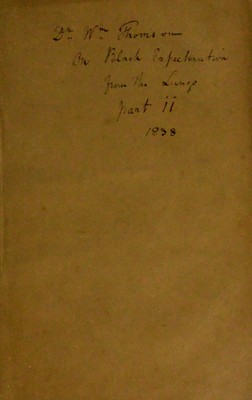 Dr. Wm. Thomson
On Black Expectoration
from the Lungs
part II
1838